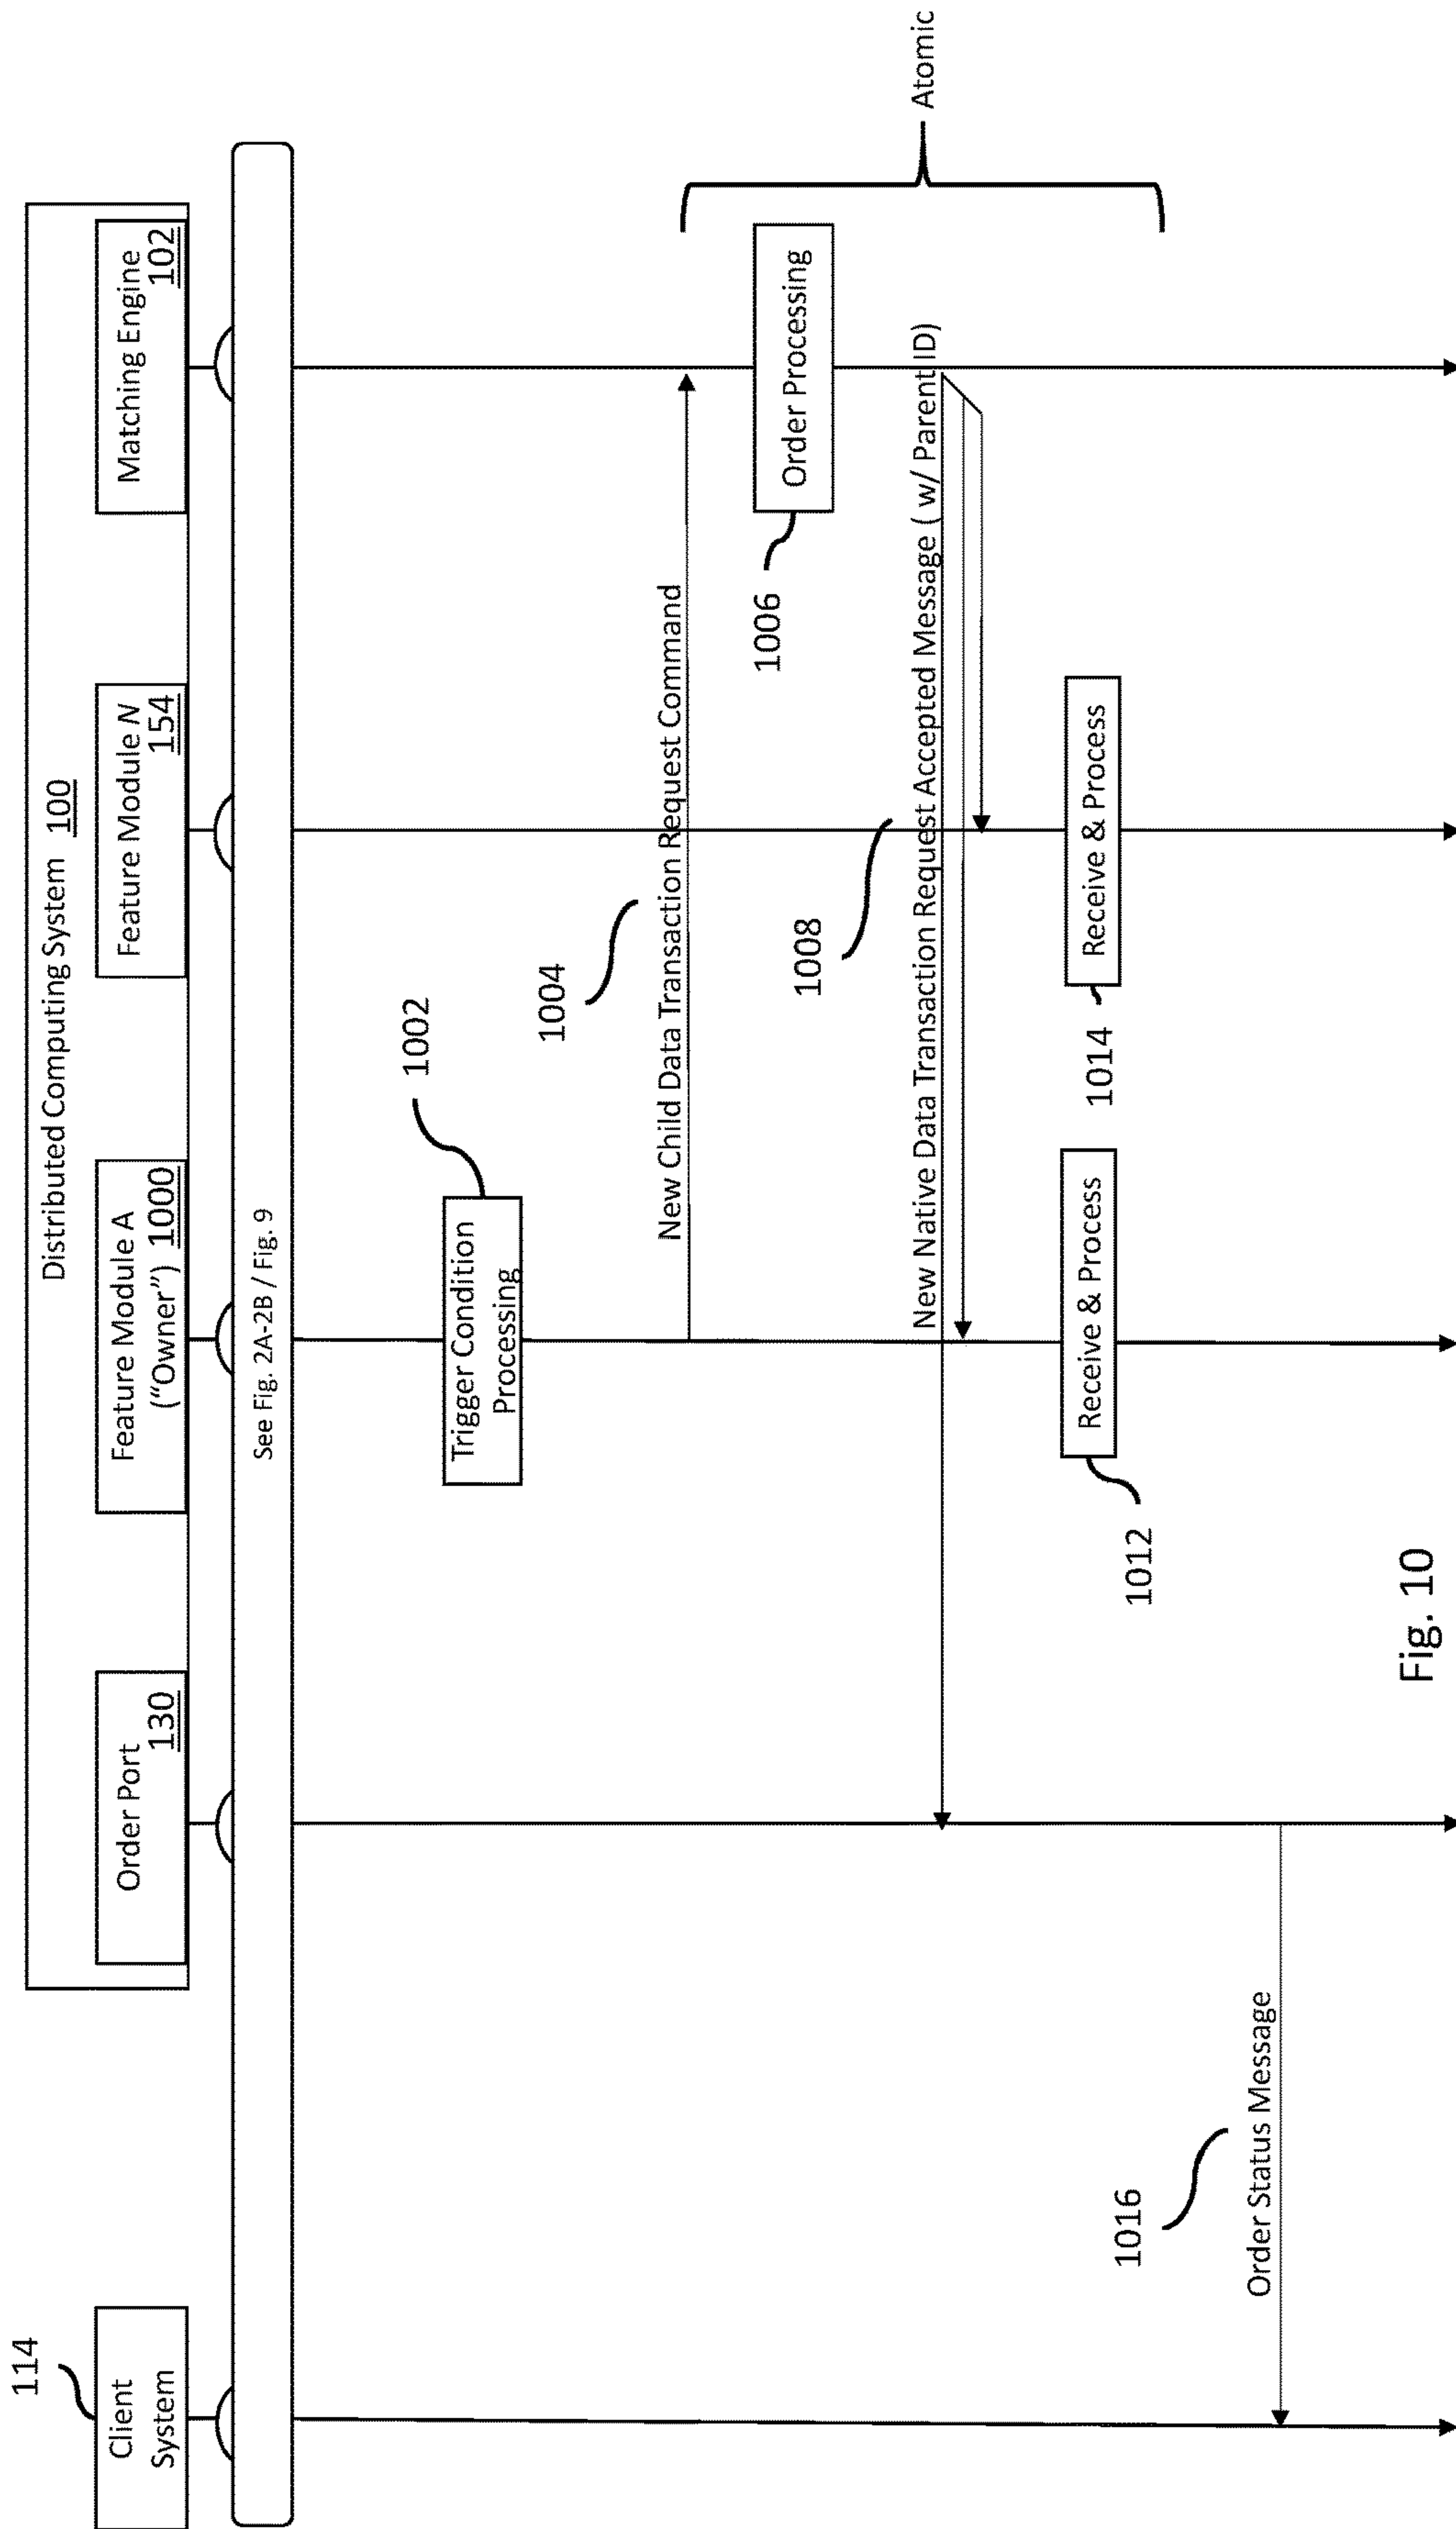 Distributed Computing System 100
114
Client
System
Order Port
130
Feature Module A
("Owner") 1000
Feature Module N
154
Matching Engine
102
See Fig. 2A-2B / Fig. 9
1002
Trigger Condition
Processing
1004
New Child Data Transaction Request Command
1006
Order Processing
Atomic
1008
New Native Data Transaction Request Accepted Message ( w/ Parent ID)
1012
Receive & Process
1014
Receive & Process
1016
Order Status Message
Fig. 10